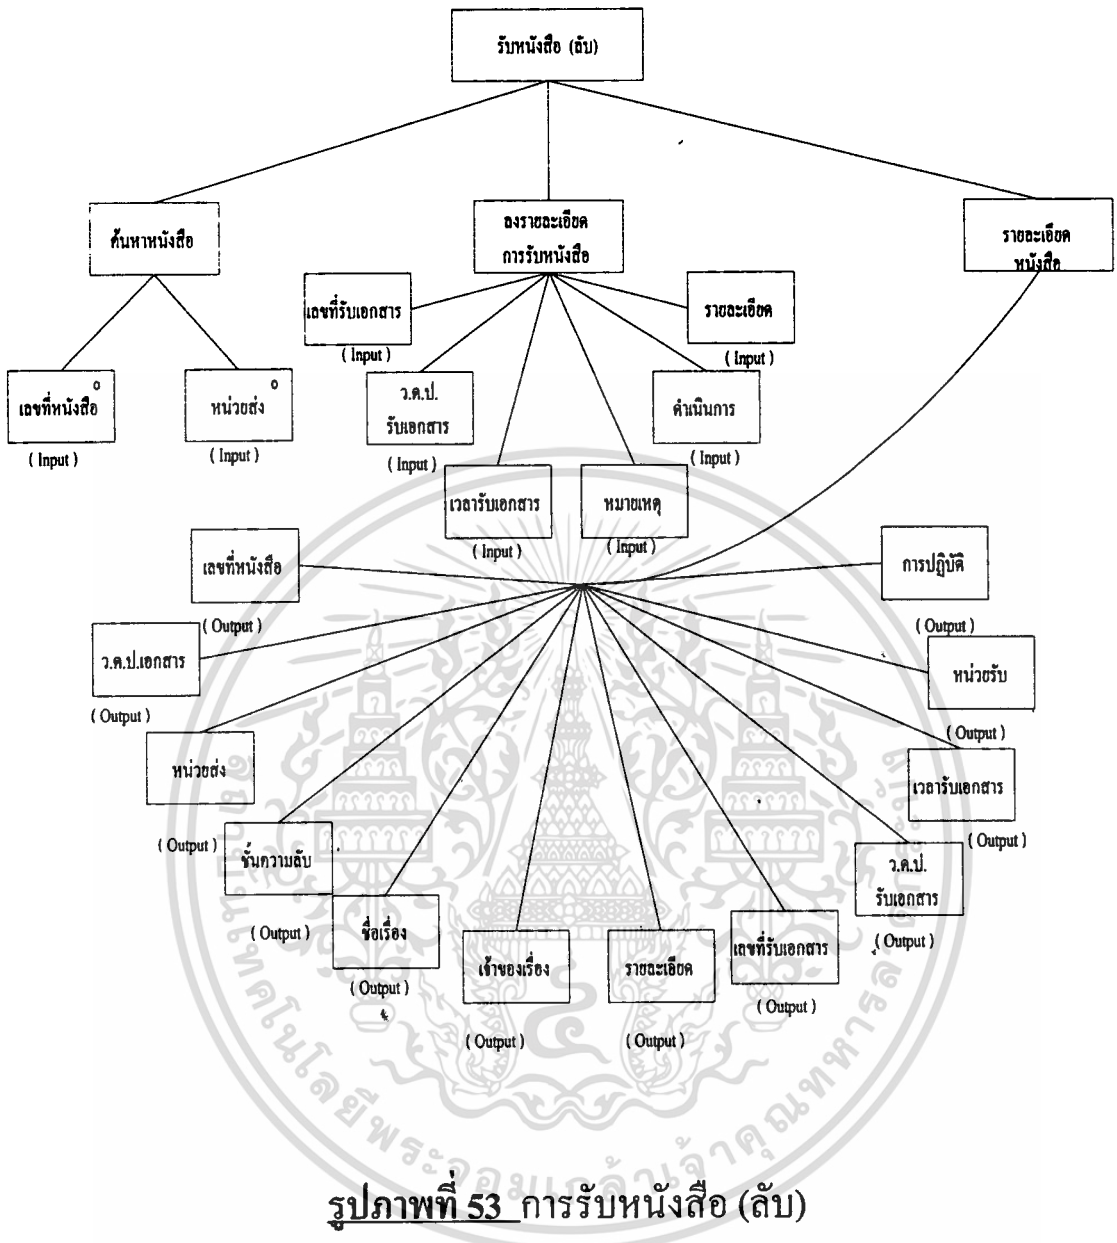 รับหนังสือ (ลับ)
ค้นหาหนังสือ
ลงรายละเอียด
การรับหนังสือ
รายละเอียด
หนังสือ
เลขที่รับเอกสาร
( Input )
รายละเอียด
( Input )
เลขที่หนังสือ
( Input )
หน่วยส่ง
( Input )
ว.ด.ป.
รับเอกสาร
( Input )
ดำเนินการ
( Input )
เวลารับเอกสาร
( Input )
หมายเหตุ
( Input )
เลขที่หนังสือ
( Output )
การปฏิบัติ
( Output )
ว.ด.ป.เอกสาร
( Output )
หน่วยรับ
( Output )
หน่วยส่ง
( Output )
เวลารับเอกสาร
( Output )
ชั้นความลับ
( Output )
ว.ด.ป.
รับเอกสาร
( Output )
ชื่อเรื่อง
( Output )
เจ้าของเรื่อง
( Output )
รายละเอียด
( Output )
เลขที่รับเอกสาร
( Output )
รูปภาพที่ 53 การรับหนังสือ (ลับ)